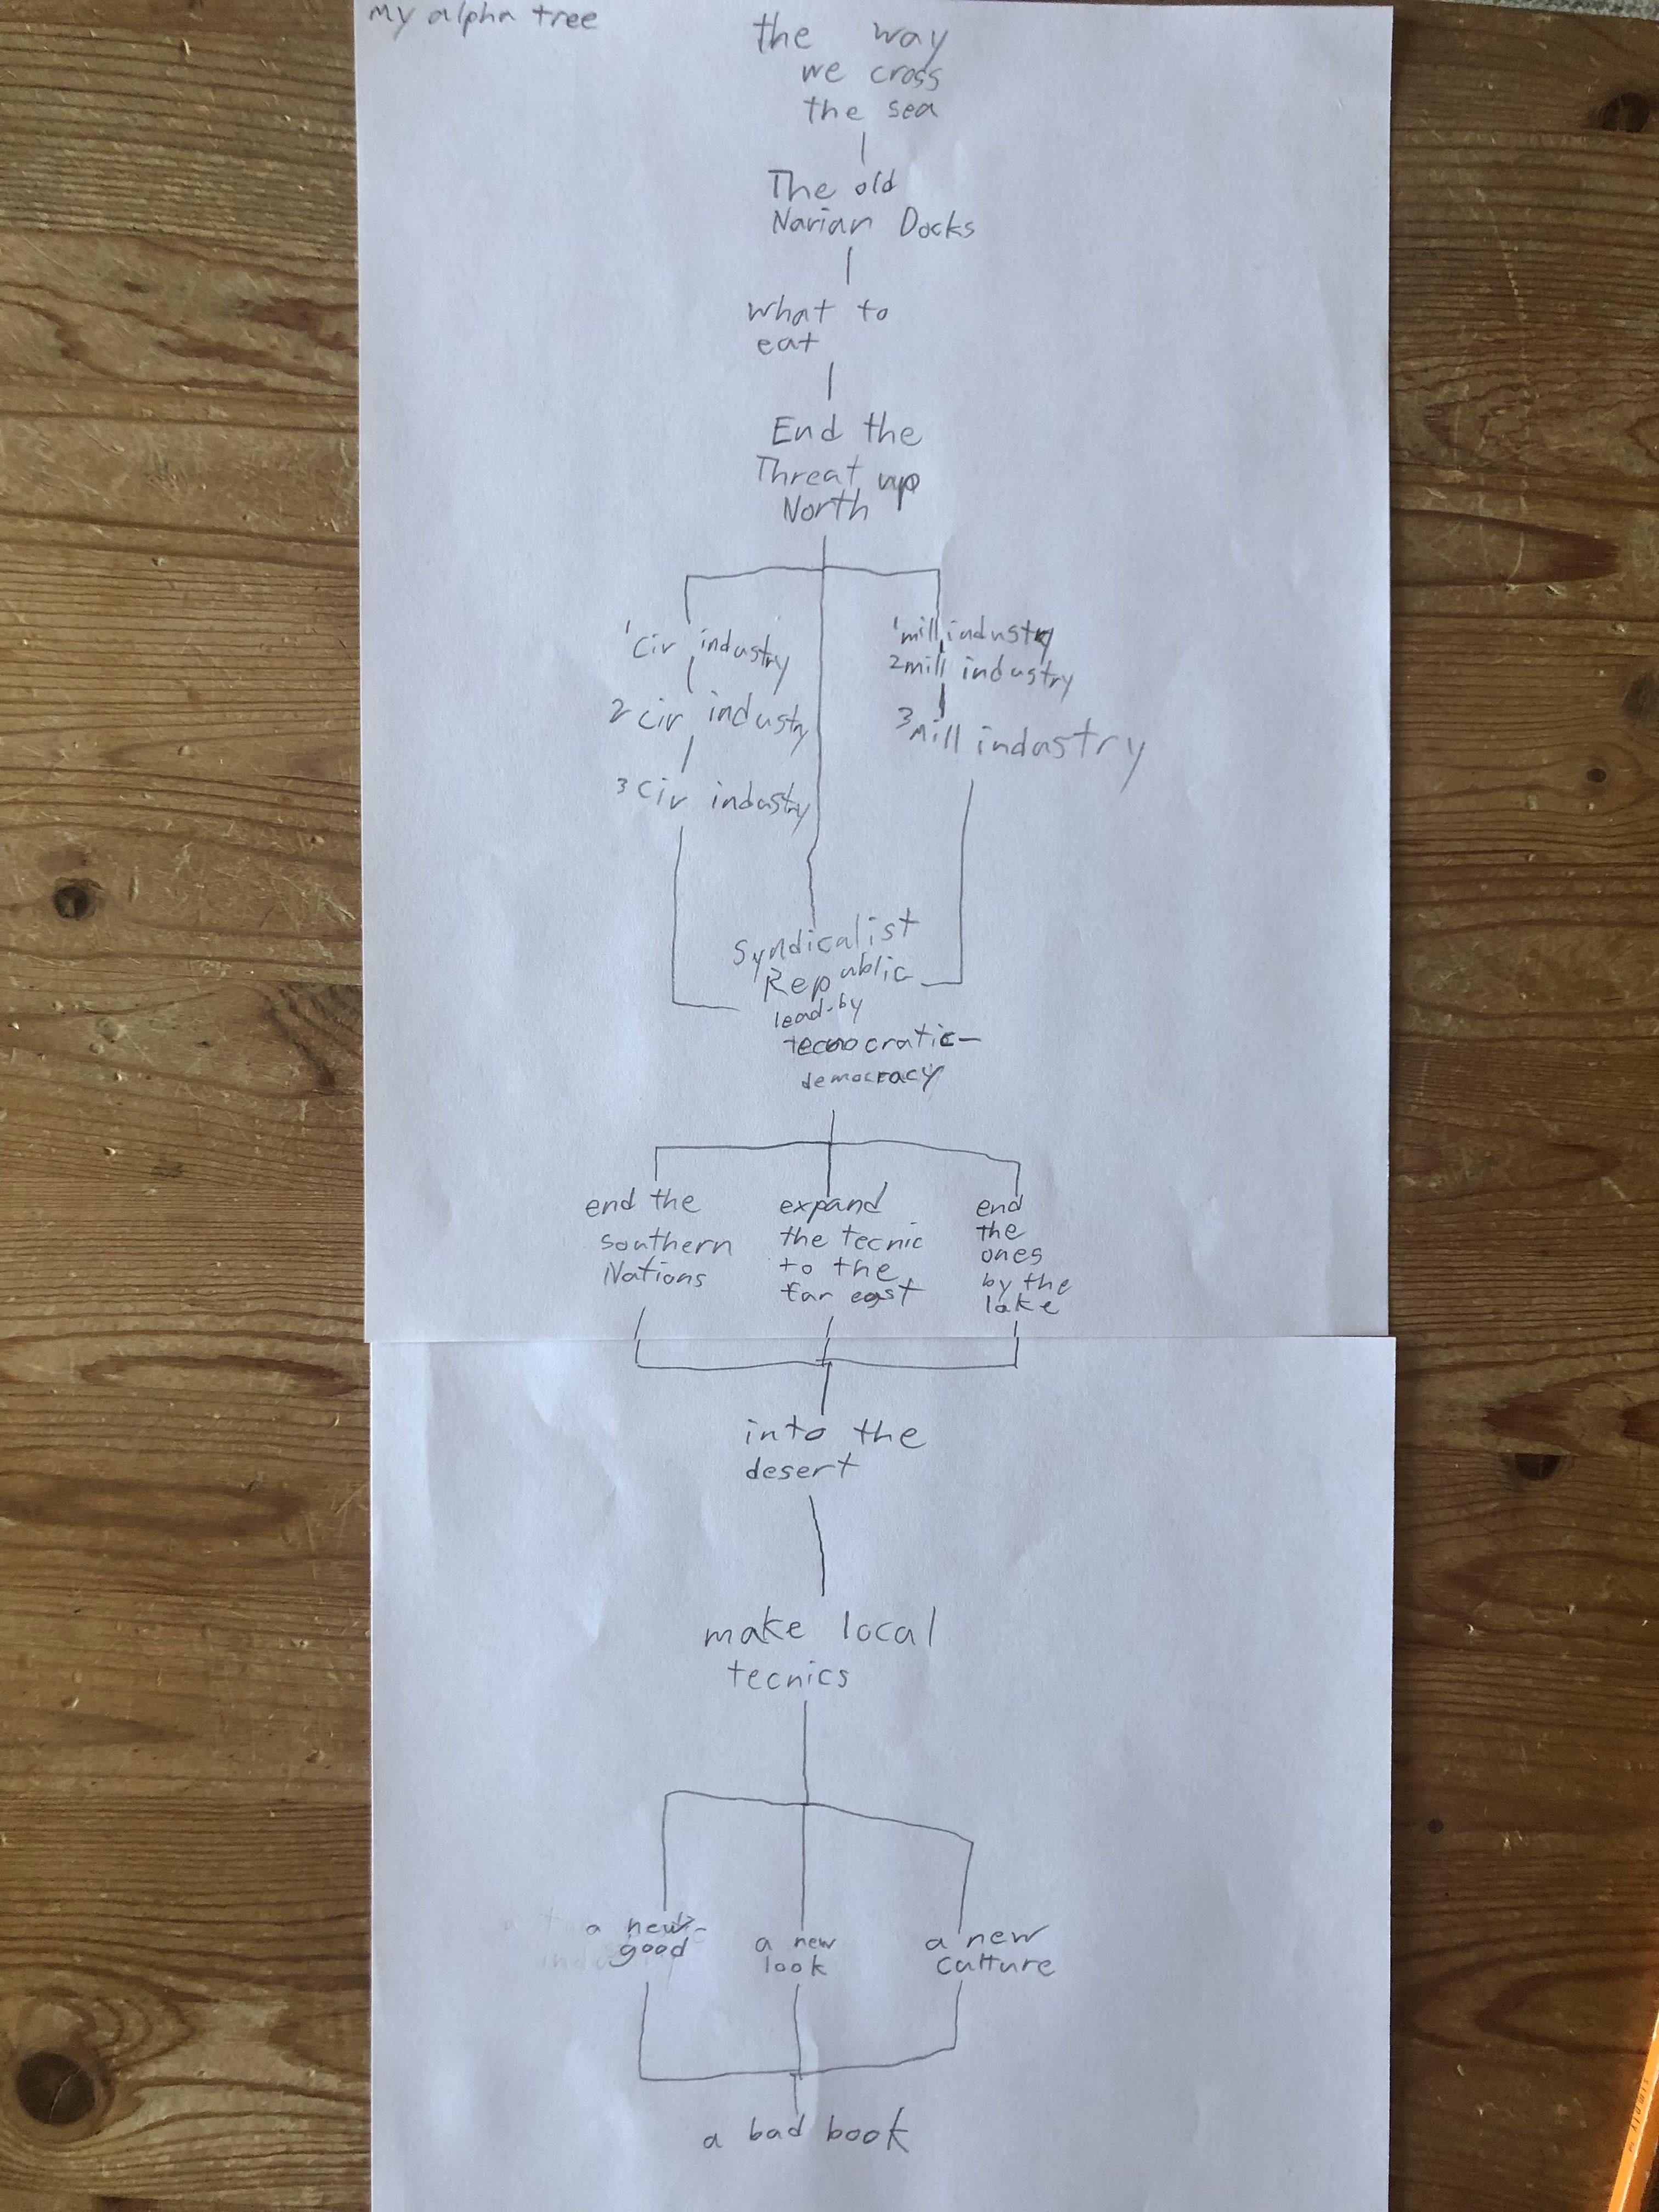 My alpha tree
the way
we cross
the sea
The old
Narian Docks
What to
eat
End the
Threat up
North
1 Civ industry
2 civ industry
3 Civ industry
1 mill industry
2 mill industry
3 Mill industry
Syndicalist
Republic
lead-by
tecnocratic-
democracy
end the
southern
Nations
expand
the tecnic
to the
far east
end
the
ones
by the
lake
into the
desert
make local
tecnics
a new
good
a new
look
a new
culture
a bad book